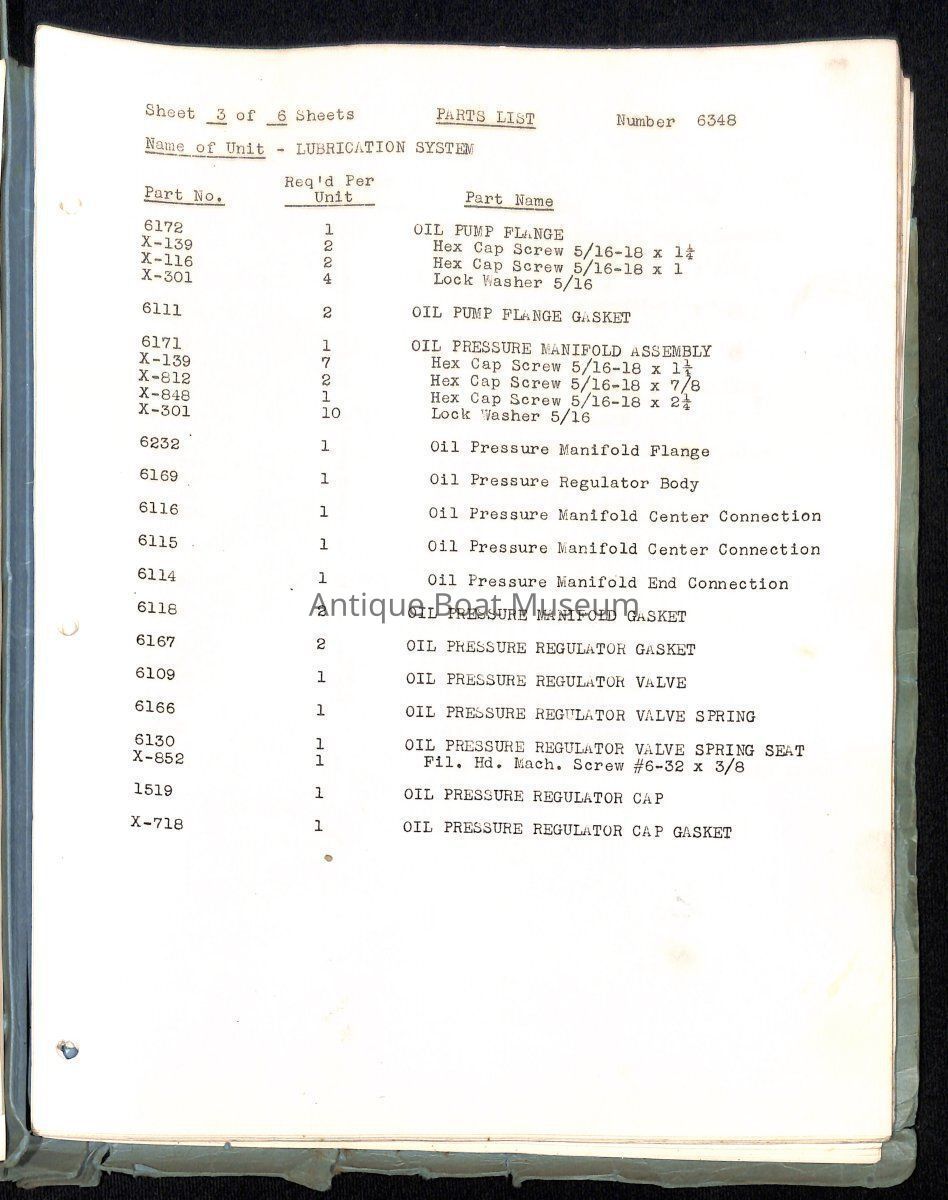 Sheet 3 of 6 Sheets PARTS LIST Number 6348
Name of Unit - LUBRICATION SYSTEM
Req'd Per
Part No. Unit Part Name
6172 1 OIL PUMP FLANGE
X-139 2 Hex Cap Screw 5/16-18 x 1¼
X-116 2 Hex Cap Screw 5/16-18 x 1
X-301 4 Lock Washer 5/16
6111 2 OIL PUMP FLANGE GASKET
6171 1 OIL PRESSURE MANIFOLD ASSEMBLY
X-139 7 Hex Cap Screw 5/16-18 x 1¼
X-812 2 Hex Cap Screw 5/16-18 x 7/8
X-848 1 Hex Cap Screw 5/16-18 x 2¼
X-301 10 Lock Washer 5/16
6232 1 Oil Pressure Manifold Flange
6169 1 Oil Pressure Regulator Body
6116 1 Oil Pressure Manifold Center Connection
6115 1 Oil Pressure Manifold Center Connection
6114 1 Oil Pressure Manifold End Connection
Antique Boat Museum
6118 OIL PRESSURE MANIFOLD GASKET
6167 2 OIL PRESSURE REGULATOR GASKET
6109 1 OIL PRESSURE REGULATOR VALVE
6166 1 OIL PRESSURE REGULATOR VALVE SPRING
6130 1 OIL PRESSURE REGULATOR VALVE SPRING SEAT
X-852 1 Fil. Hd. Mach. Screw #6-32 x 3/8
1519 1 OIL PRESSURE REGULATOR CAP
X-718 1 OIL PRESSURE REGULATOR CAP GASKET